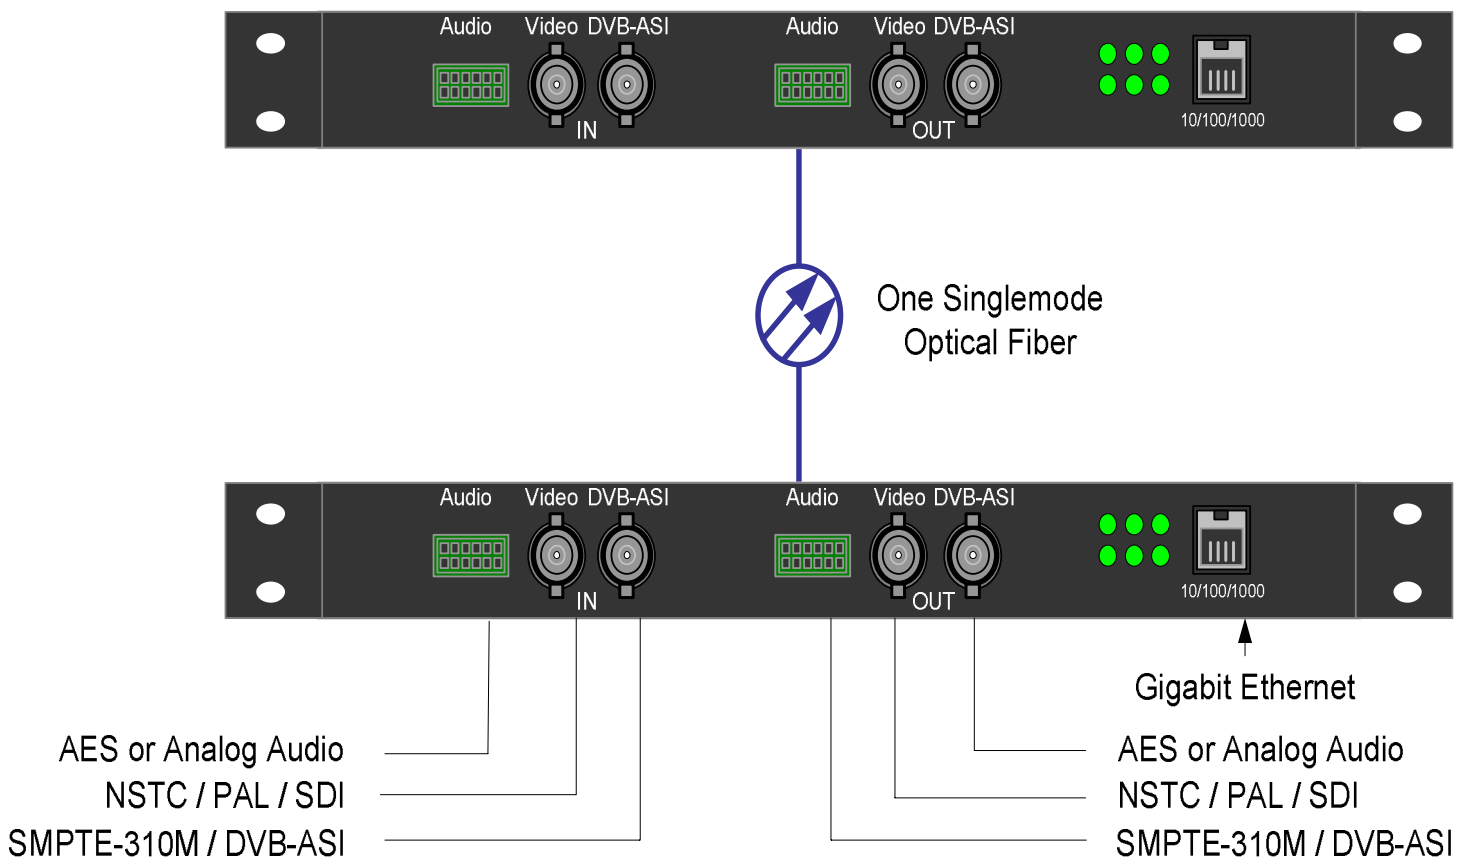 Audio Video DVB-ASI Audio Video DVB-ASI
IN OUT 10/100/1000
One Singlemode
Optical Fiber
Audio Video DVB-ASI Audio Video DVB-ASI
IN OUT 10/100/1000
Gigabit Ethernet
AES or Analog Audio AES or Analog Audio
NSTC / PAL / SDI NSTC / PAL / SDI
SMPTE-310M / DVB-ASI SMPTE-310M / DVB-ASI